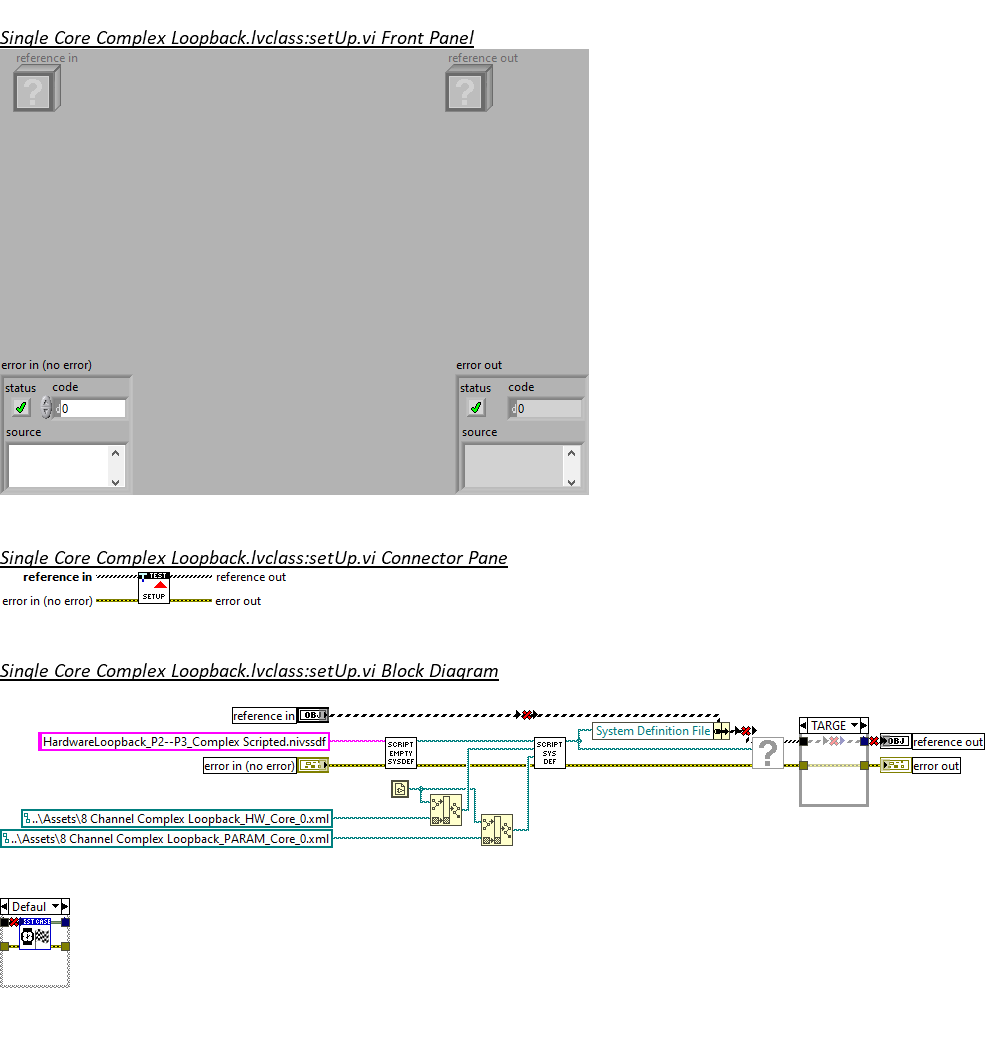 Single Core Complex Loopback.lvclass:setUp.vi Front Panel
reference in
reference out
?
?
error in (no error)
error out
status
code
status
code
d 0
d 0
source
source
Single Core Complex Loopback.lvclass:setUp.vi Connector Pane
reference in
TEST
SETUP
reference out
error in (no error)
error out
Single Core Complex Loopback.lvclass:setUp.vi Block Diagram
reference in
OBJ
TARGE
System Definition File
HardwareLoopback_P2--P3_Complex Scripted.nivssdf
SCRIPT
EMPTY
SYSDEF
SCRIPT
SYS
DEF
?
OBJ
reference out
error in (no error)
error out
..\Assets\8 Channel Complex Loopback_HW_Core_0.xml
..\Assets\8 Channel Complex Loopback_PARAM_Core_0.xml
Defaul
EST CASE